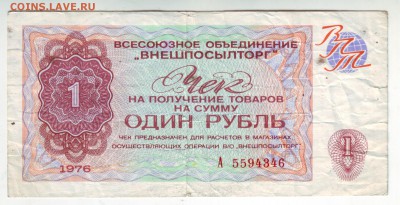 COINS.LAVE.RU
ВСЕСОЮЗНОЕ ОБЪЕДИНЕНИЕ
„ВНЕШПОСЫЛТОРГ"
ВПТ
Чек
НА ПОЛУЧЕНИЕ ТОВАРОВ
НА СУММУ
ОДИН РУБЛЬ
ЧЕК ПРЕДНАЗНАЧЕН ДЛЯ РАСЧЕТОВ В МАГАЗИНАХ
ОСУЩЕСТВЛЯЮЩИХ ОПЕРАЦИИ В/О „ВНЕШПОСЫЛТОРГ"
1
1
1976
А 5594346